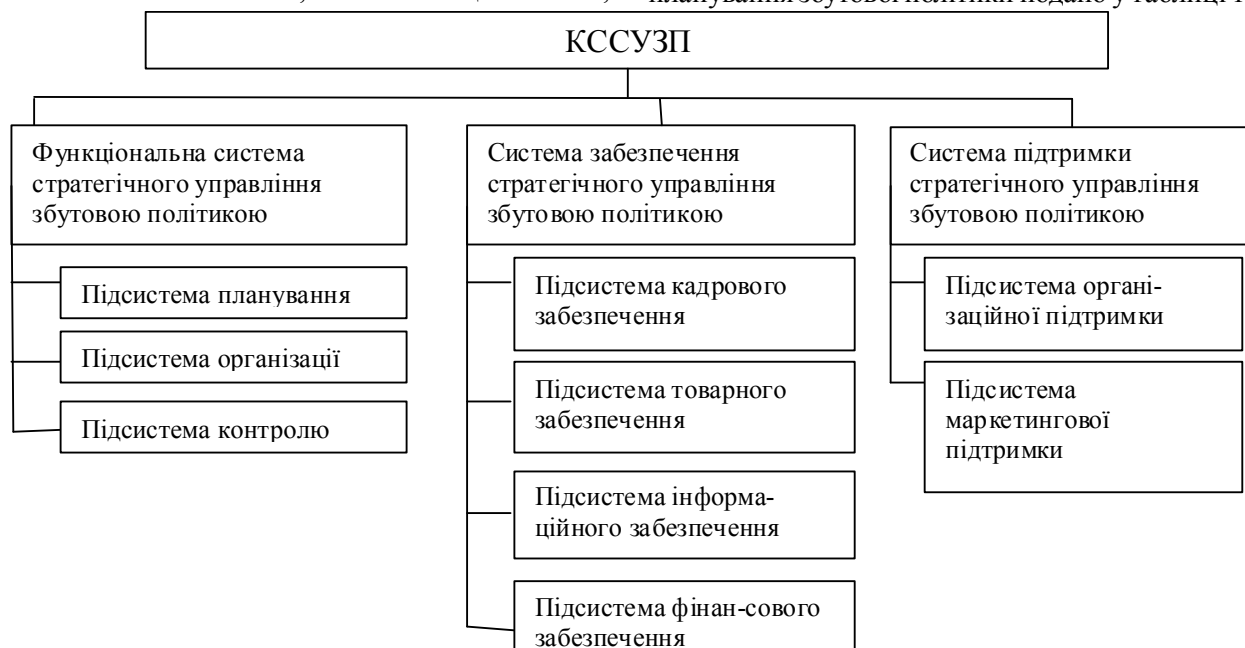 планування збутової політики подано у таблиці 1
КССУЗП
Функціональна система
стратегічного управління
збутовою політикою
Підсистема планування
Підсистема організації
Підсистема контролю
Система забезпечення
стратегічного управління
збутовою політикою
Підсистема кадрового
забезпечення
Підсистема товарного
забезпечення
Підсистема інформа-
ційного забезпечення
Підсистема фінан-сового
забезпечення
Система підтримки
стратегічного управління
збутовою політикою
Підсистема органі-
заційної підтримки
Підсистема
маркетингової
підтримки